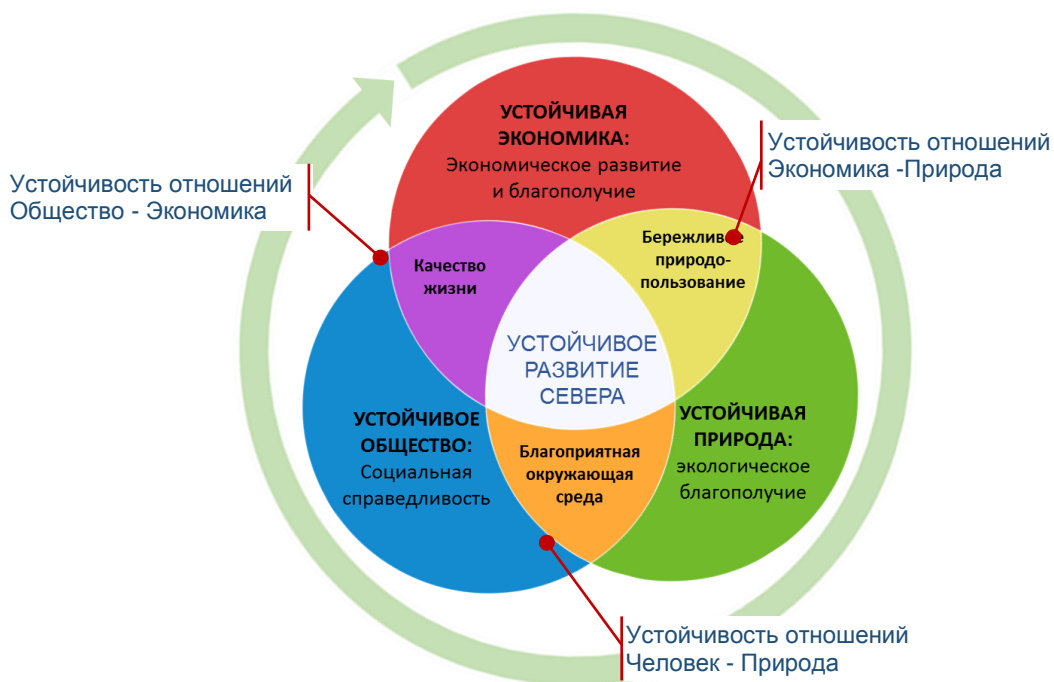 УСТОЙЧИВАЯ
ЭКОНОМИКА:
Экономическое развитие
и благополучие
Устойчивость отношений
Экономика -Природа
Устойчивость отношений
Общество - Экономика
Качество
жизни
Бережливое
природо-
пользование
УСТОЙЧИВОЕ
РАЗВИТИЕ
СЕВЕРА
УСТОЙЧИВОЕ
ОБЩЕСТВО:
Социальная
справедливость
Благоприятная
окружающая
среда
УСТОЙЧИВАЯ
ПРИРОДА:
экологическое
благополучие
Устойчивость отношений
Человек - Природа